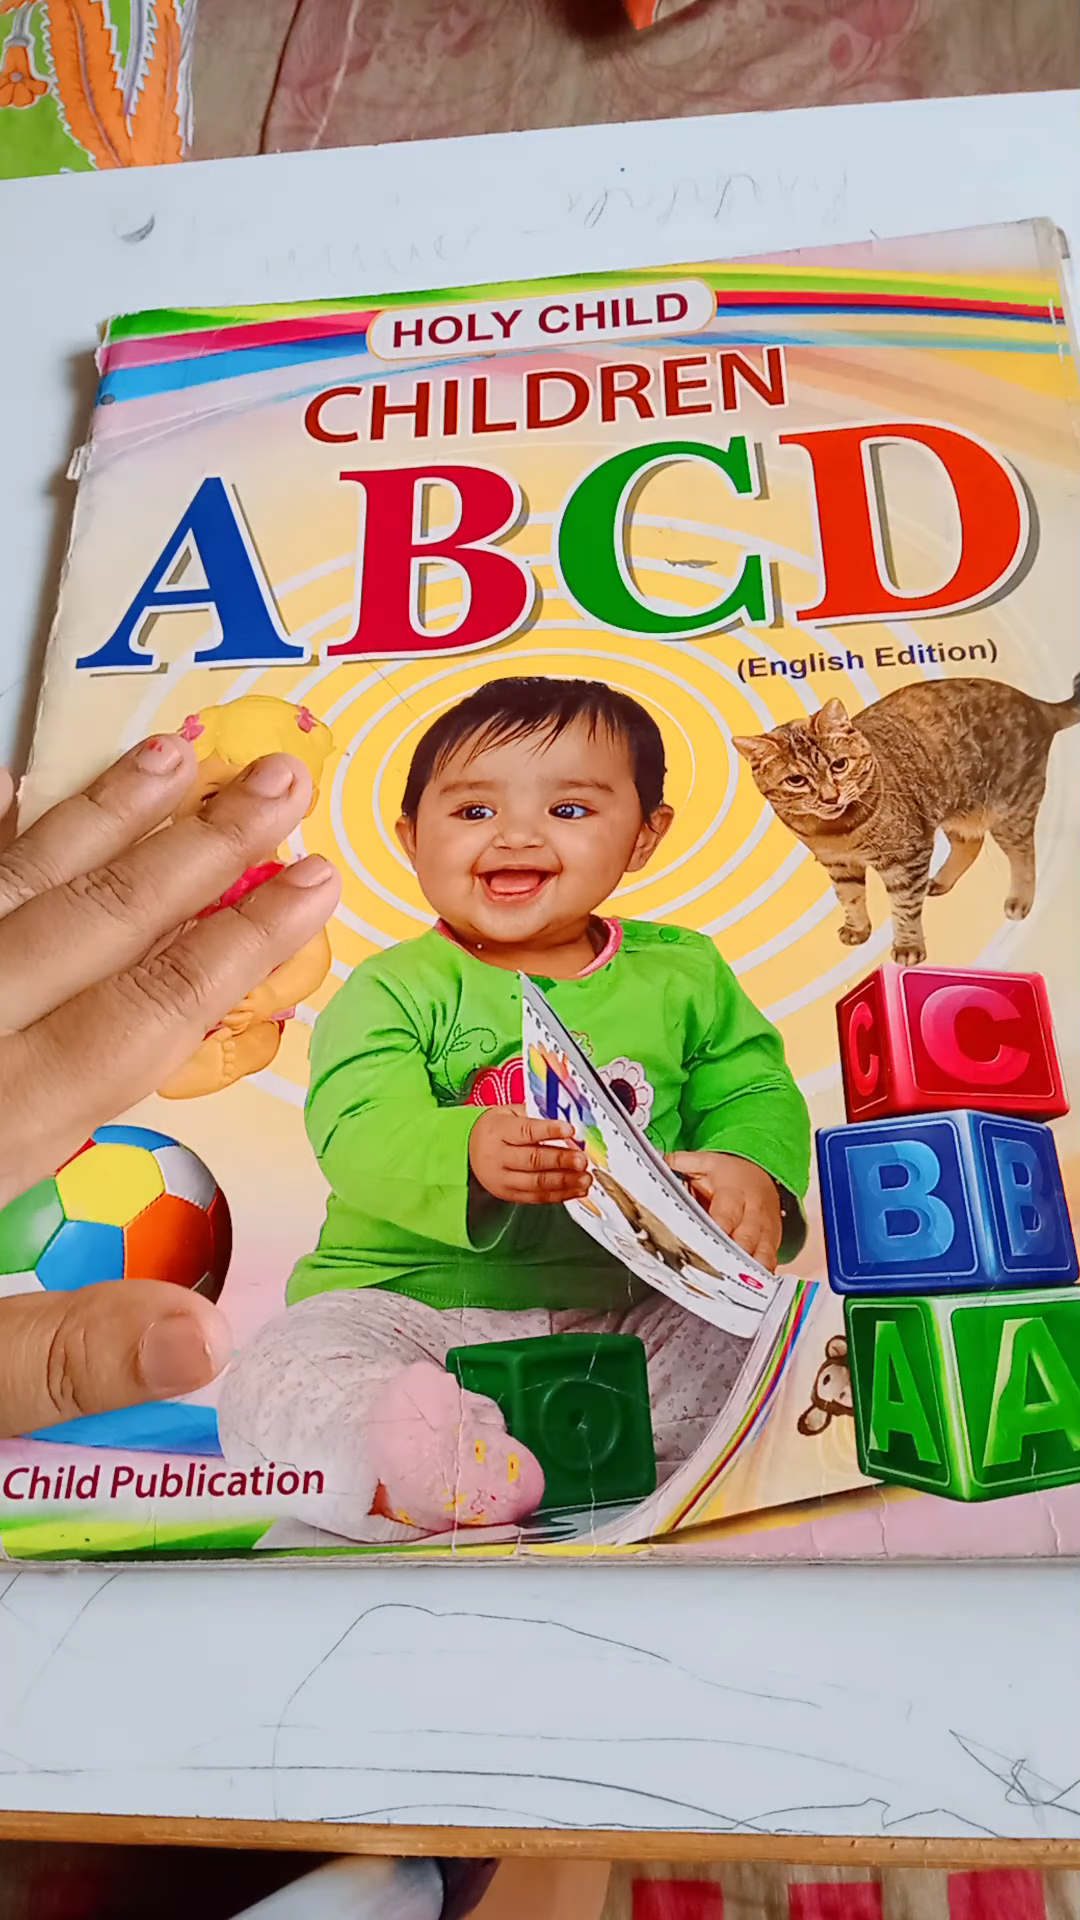 HOLY CHILD
CHILDREN
ABCD
(English Edition)
C C
B B
A A
Child Publication